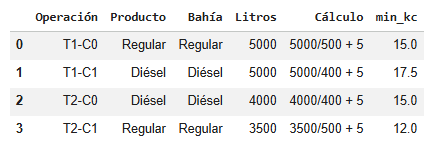 Operación Producto Bahía Litros Cálculo min_kc
0 T1-C0 Regular Regular 5000 5000/500 + 5 15.0
1 T1-C1 Diésel Diésel 5000 5000/400 + 5 17.5
2 T2-C0 Diésel Diésel 4000 4000/400 + 5 15.0
3 T2-C1 Regular Regular 3500 3500/500 + 5 12.0